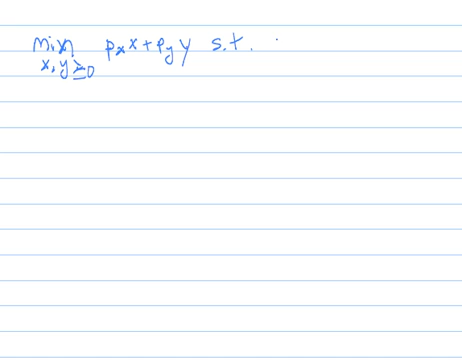 min pₓx + p_y y s.t.
x, y ≥ 0